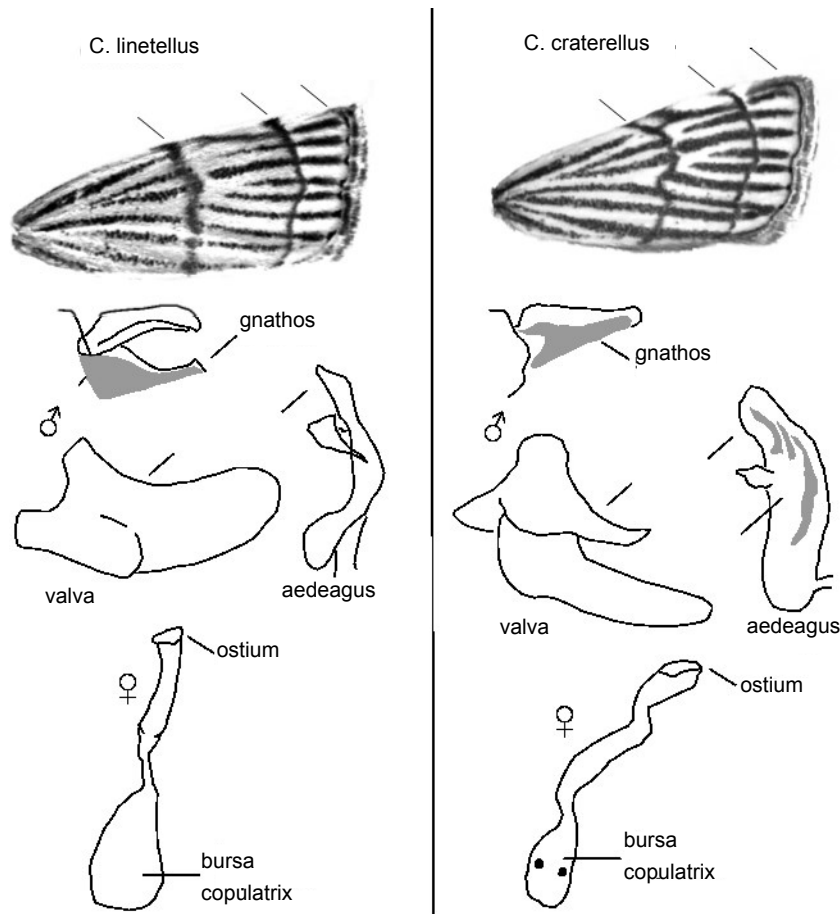 C. linetellus
gnathos
♂
valva
aedeagus
♀
ostium
bursa
copulatrix
C. craterellus
gnathos
♂
valva
aedeagus
♀
ostium
bursa
copulatrix